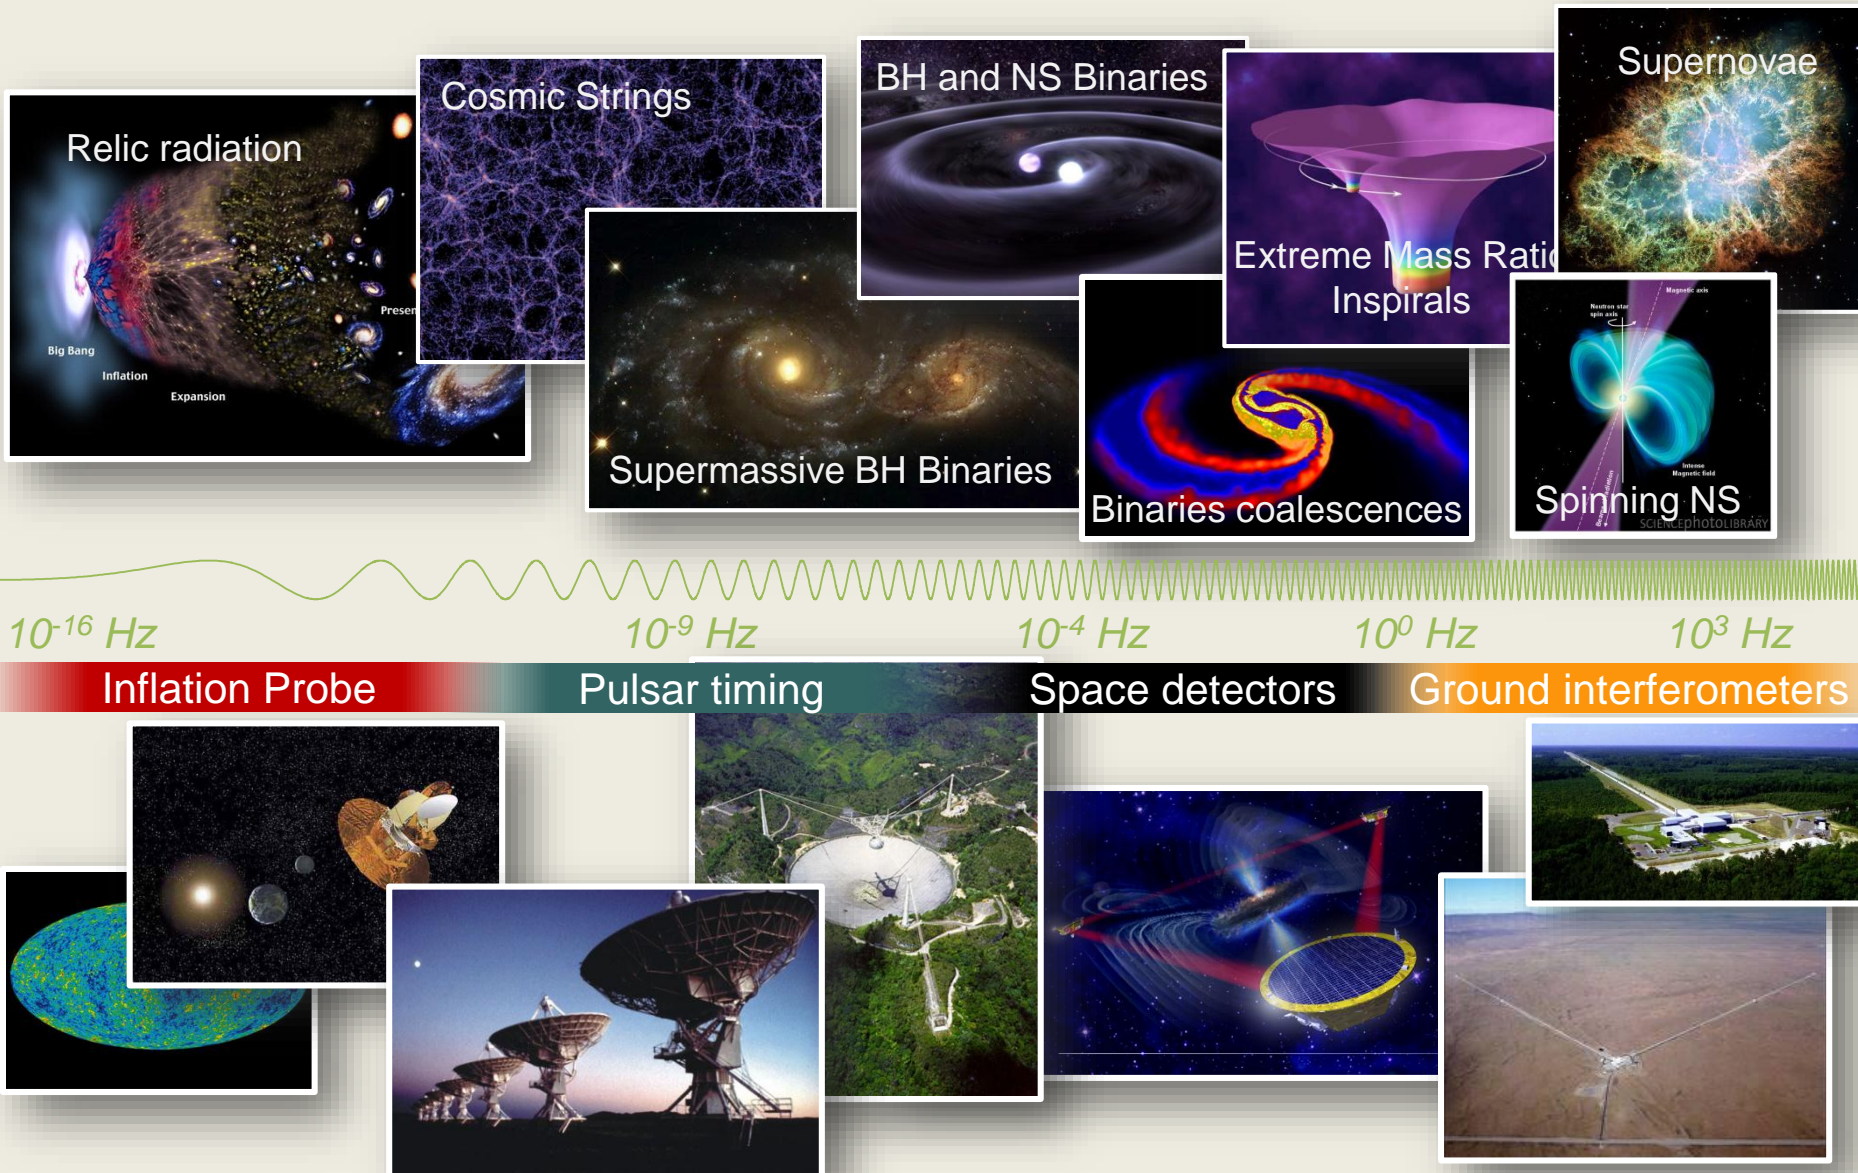 Relic radiation
Big Bang
Inflation
Expansion
Cosmic Strings
Supermassive BH Binaries
BH and NS Binaries
Binaries coalescences
Extreme Mass Ratio
Inspirals
Supernovae
Magnetic axis
Neutron star
spin axis
Intense
Magnetic field
Spinning NS
SCIENCEphotoLIBRARY
10⁻¹⁶ Hz
10⁻⁹ Hz
10⁻⁴ Hz
10⁰ Hz
10³ Hz
Inflation Probe
Pulsar timing
Space detectors
Ground interferometers